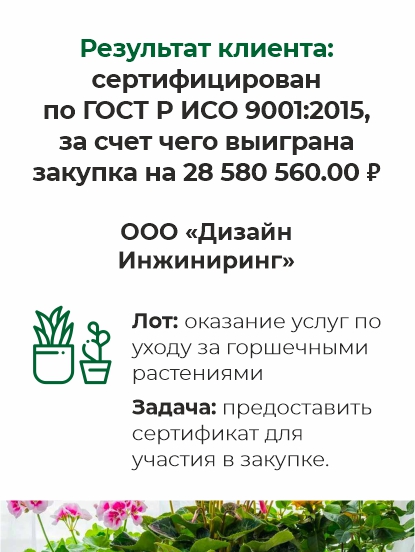 Результат клиента:
сертифицирован
по ГОСТ Р ИСО 9001:2015,
за счет чего выиграна
закупка на 28 580 560.00 ₽
ООО «Дизайн
Инжиниринг»
Лот: оказание услуг по
уходу за горшечными
растениями
Задача: предоставить
сертификат для
участия в закупке.